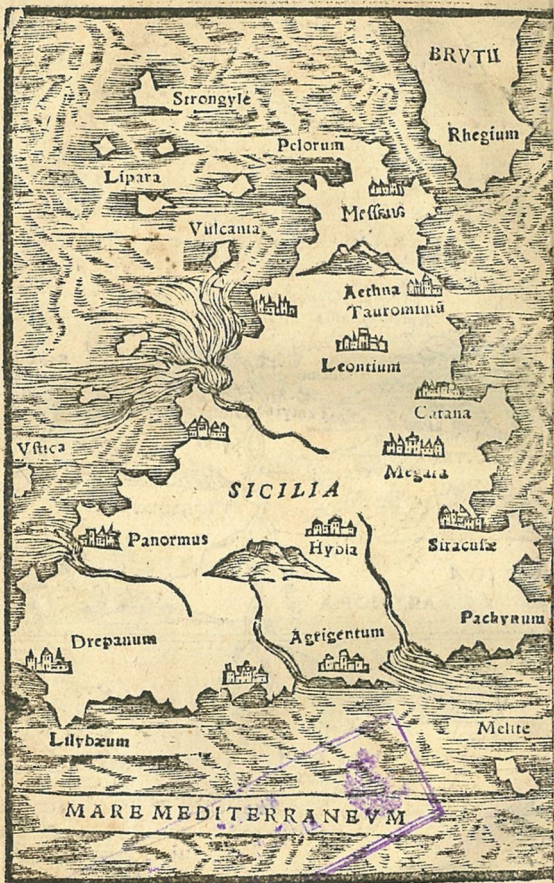 BRVTII
Strongyle
Rhegium
Pelorum
Lipara
Messana
Vulcania
Aethna
Taurominiũ
Leontium
Catana
Vstica
Megara
SICILIA
Panormus
Hybla
Siracusæ
Pachynum
Drepanum
Agrigentum
Lilybæum
Melite
MARE MEDITERRANEVM